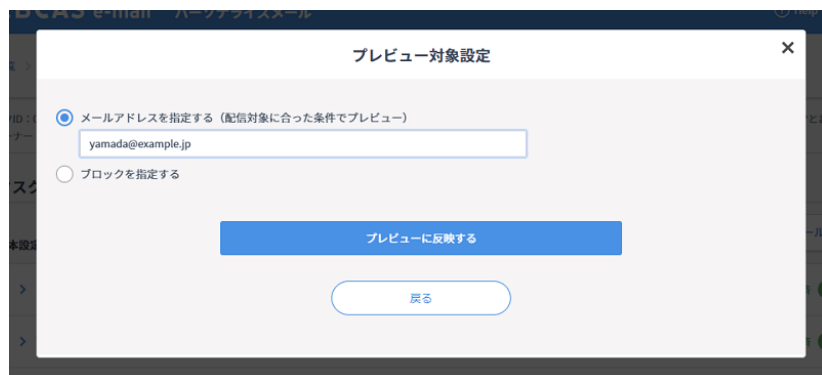 BCAS e-mail パーソナライズメール
Help
プレビュー対象設定
×
メールアドレスを指定する（配信対象に合った条件でプレビュー）
yamada@example.jp
ブロックを指定する
プレビューに反映する
戻る